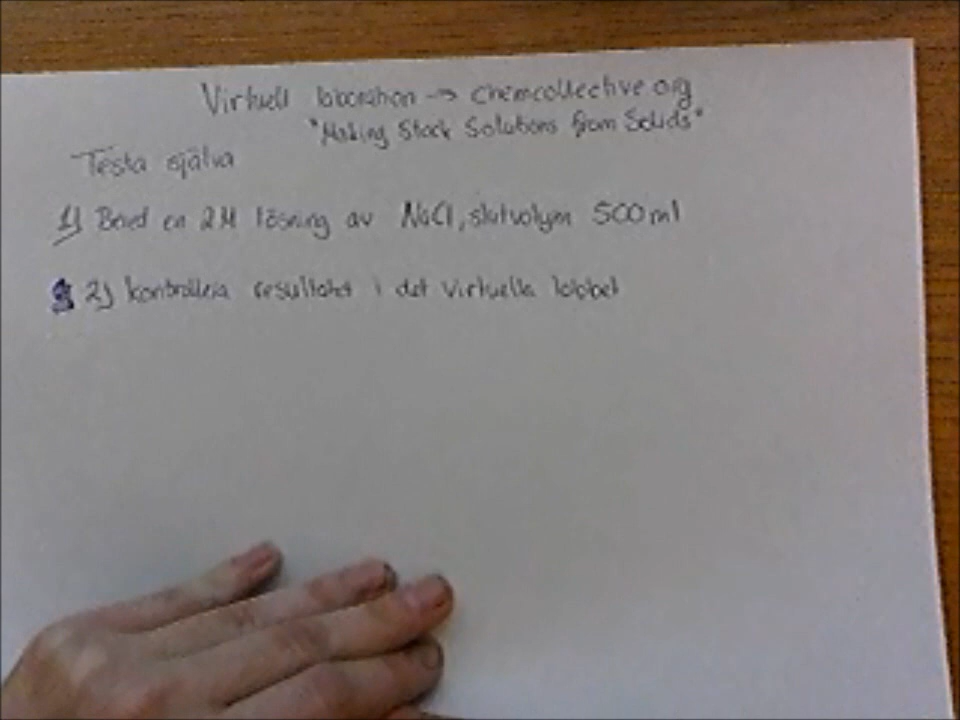 Virtuell laboration → chemcollective.org
"Making Stock Solutions from Solids"
Testa själva
1) Bered en 2M lösning av NaCl, slutvolym 500 ml
2) kontrollera resultatet i det virtuella labbet